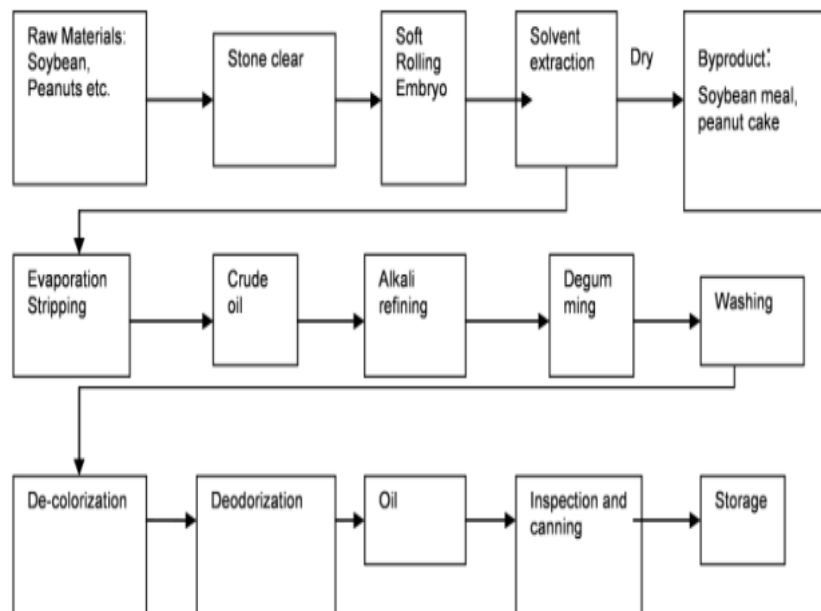 Raw Materials:
Soybean,
Peanuts etc.
Stone clear
Soft
Rolling
Embryo
Solvent
extraction
Dry
Byproduct:
Soybean meal,
peanut cake
Evaporation
Stripping
Crude
oil
Alkali
refining
Degum
ming
Washing
De-colorization
Deodorization
Oil
Inspection and
canning
Storage